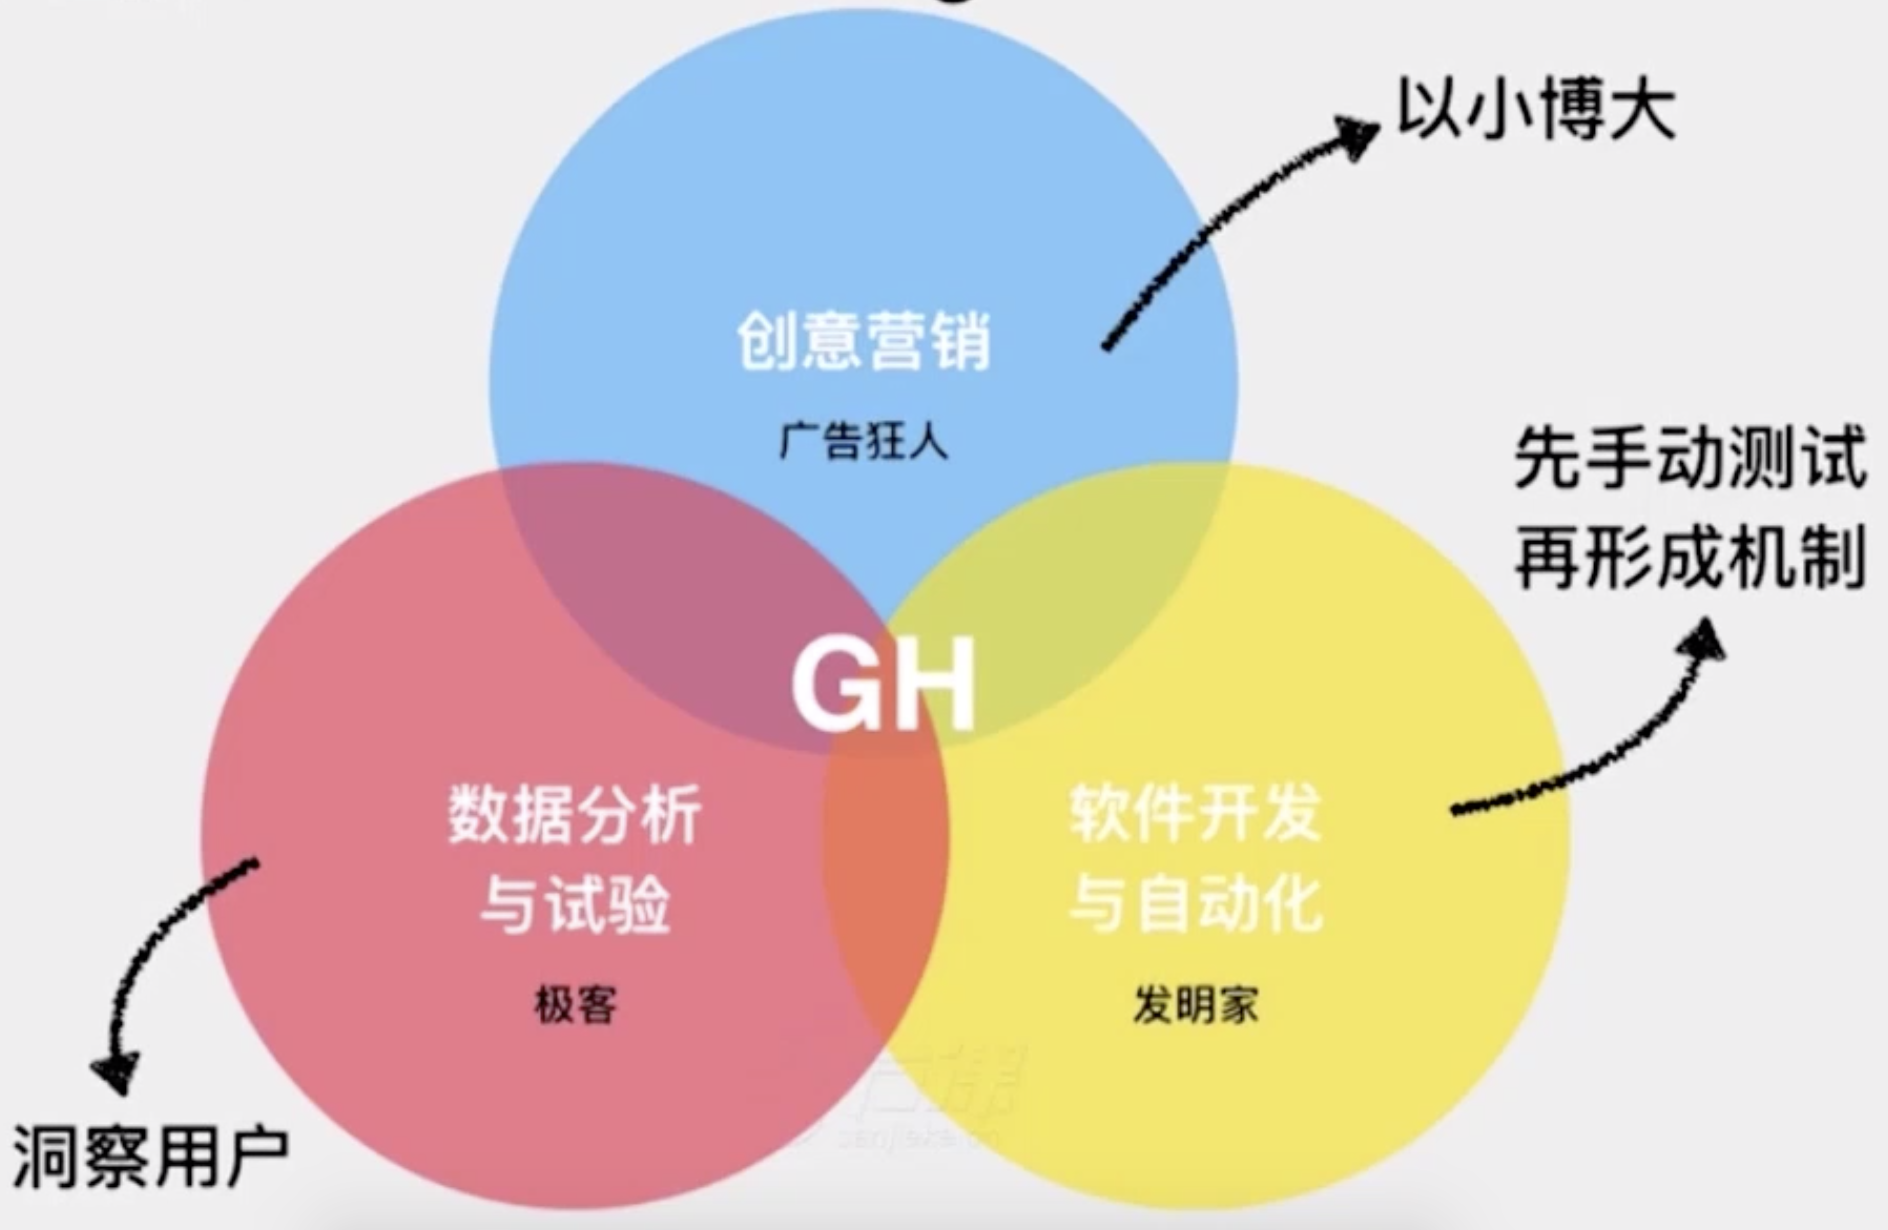 以小博大
创意营销
广告狂人
先手动测试
再形成机制
GH
数据分析
与试验
极客
软件开发
与自动化
发明家
洞察用户